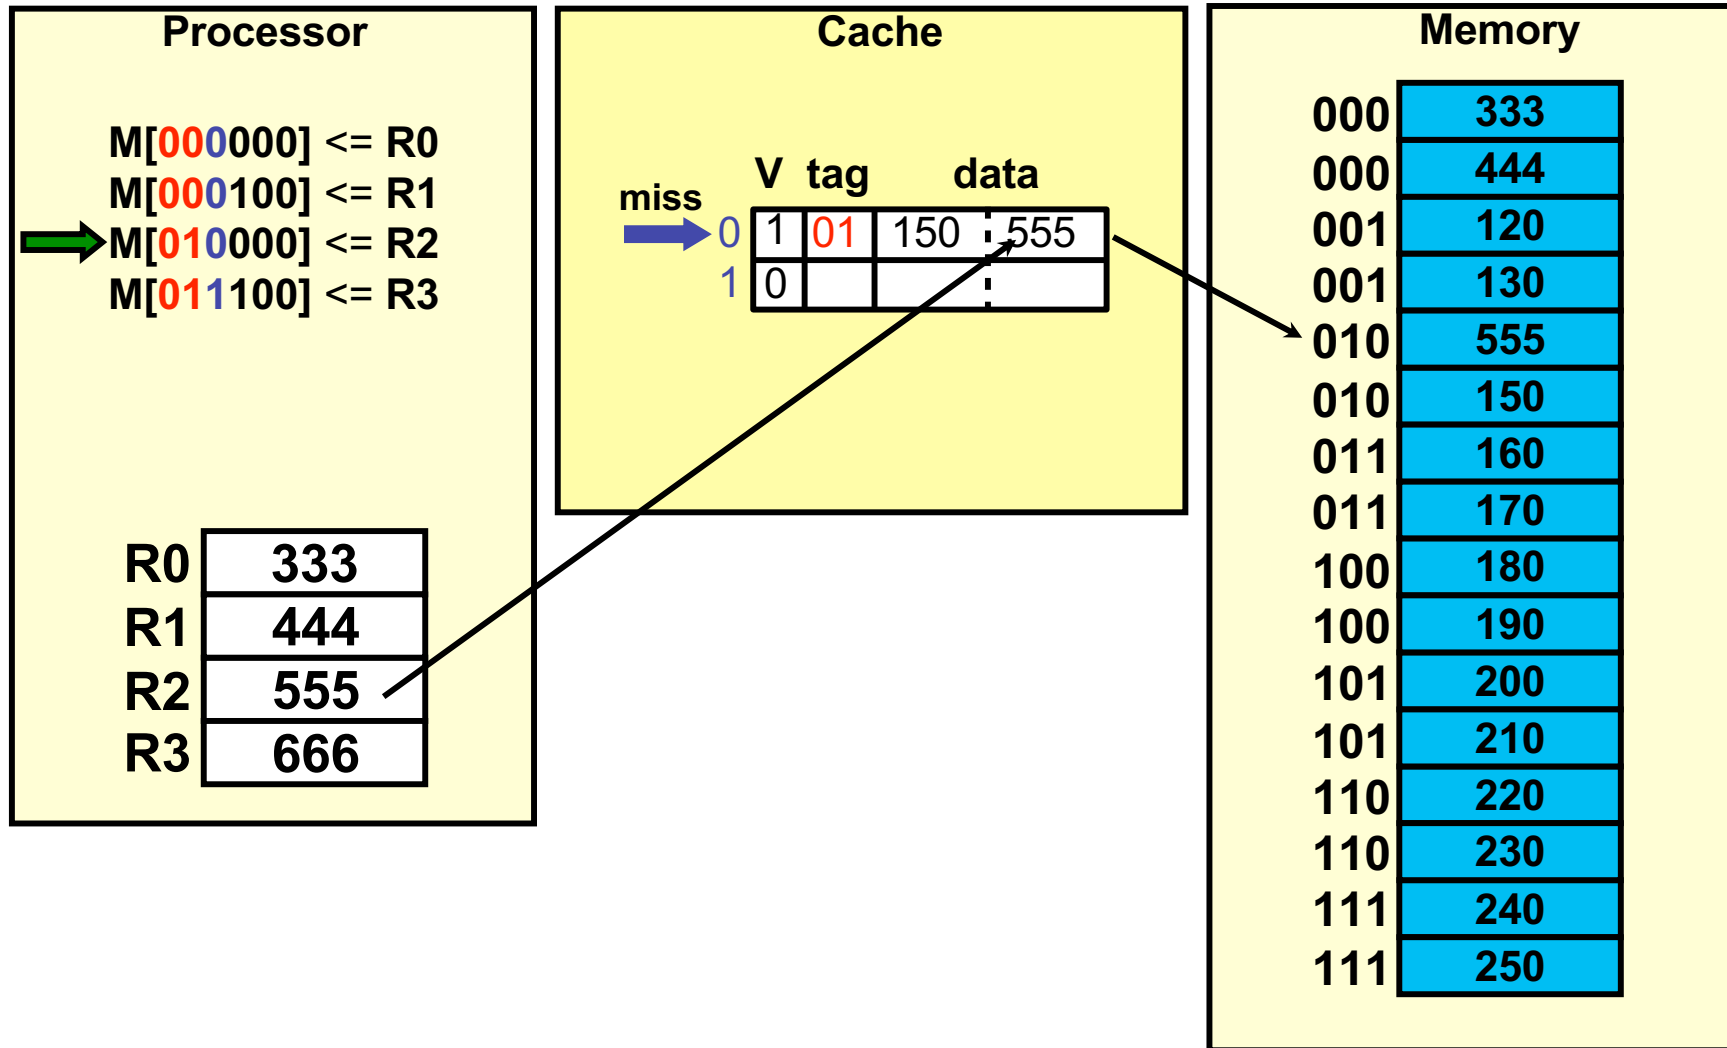 Processor
M[000000] <= R0
M[000100] <= R1
M[010000] <= R2
M[011100] <= R3
R0 333
R1 444
R2 555
R3 666
Cache
V tag data
miss
0 1 01 150 555
1 0
Memory
000 333
000 444
001 120
001 130
010 555
010 150
011 160
011 170
100 180
100 190
101 200
101 210
110 220
110 230
111 240
111 250